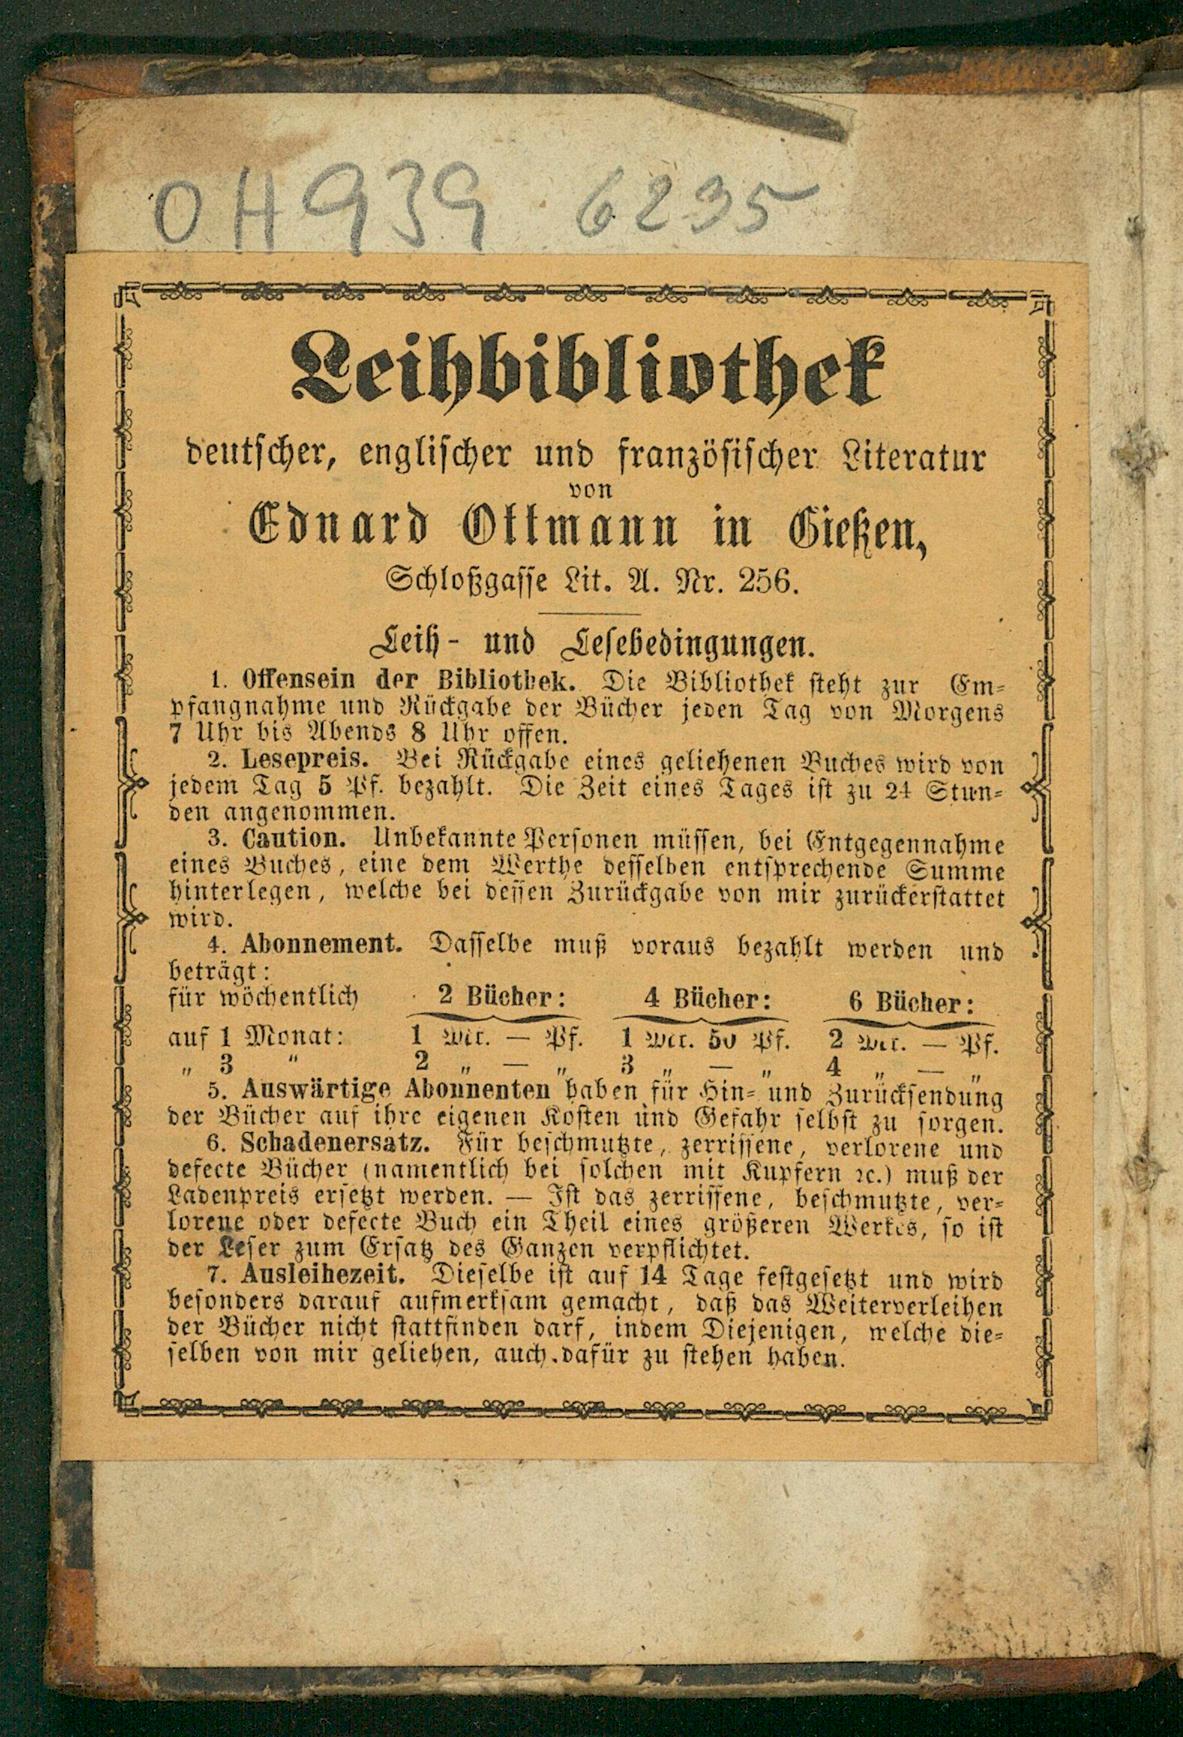 OH 939 6235
Leihbibliothek
deutscher, englischer und französischer Literatur
von
Eduard Ottmann in Gießen,
Schloßgasse Lit. A. Nr. 256.
Leih- und Lesebedingungen.
1. Offensein der Bibliothek. Die Bibliothek steht zur Em-
pfangnahme und Rückgabe der Bücher jeden Tag von Morgens
7 Uhr bis Abends 8 Uhr offen.
2. Lesepreis. Bei Rückgabe eines geliehenen Buches wird von
jedem Tag 5 Pf. bezahlt. Die Zeit eines Tages ist zu 24 Stun-
den angenommen.
3. Caution. Unbekannte Personen müssen, bei Entgegennahme
eines Buches, eine dem Werthe desselben entsprechende Summe
hinterlegen, welche bei dessen Zurückgabe von mir zurückerstattet
wird.
4. Abonnement. Dasselbe muß voraus bezahlt werden und
beträgt:
für wöchentlich 2 Bücher: 4 Bücher: 6 Bücher:
auf 1 Monat: 1 Mk. — Pf. 1 Mk. 50 Pf. 2 Mk. — Pf.
„ 3 „ 2 „ — „ 3 „ — „ 4 „ — „
5. Auswärtige Abonnenten haben für Hin- und Zurücksendung
der Bücher auf ihre eigenen Kosten und Gefahr selbst zu sorgen.
6. Schadenersatz. Für beschmutzte, zerrissene, verlorene und
defecte Bücher (namentlich bei solchen mit Kupfern ꝛc.) muß der
Ladenpreis ersetzt werden. — Ist das zerrissene, beschmutzte, ver-
lorene oder defecte Buch ein Theil eines größeren Werkes, so ist
der Leser zum Ersatz des Ganzen verpflichtet.
7. Ausleihezeit. Dieselbe ist auf 14 Tage festgesetzt und wird
besonders darauf aufmerksam gemacht, daß das Weiterverleihen
der Bücher nicht stattfinden darf, indem Diejenigen, welche die-
selben von mir geliehen, auch dafür zu stehen haben.